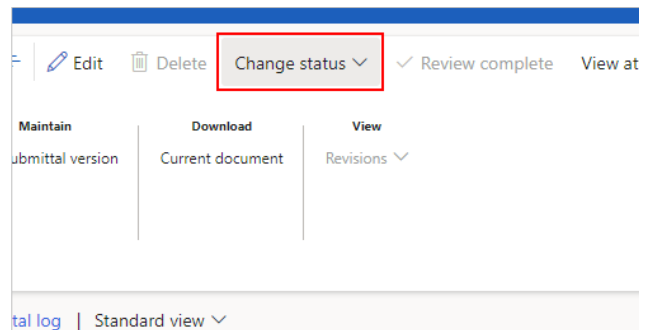 Edit Delete Change status Review complete View at
Maintain Download View
ubmittal version Current document Revisions
tal log | Standard view